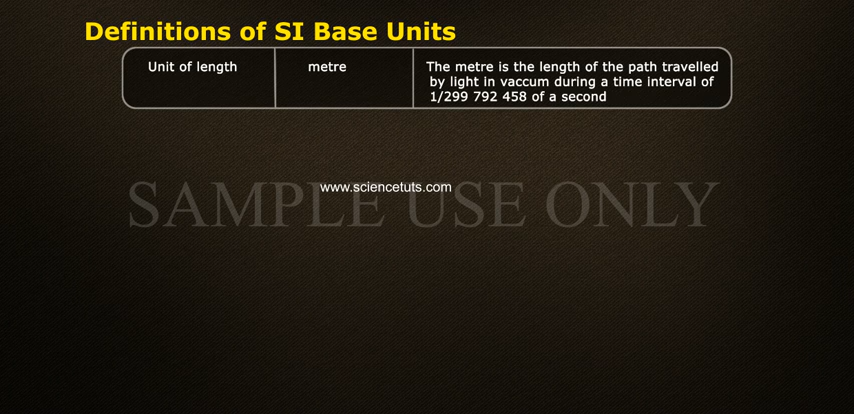 Definitions of SI Base Units
Unit of length
metre
The metre is the length of the path travelled
by light in vaccum during a time interval of
1/299 792 458 of a second
www.sciencetuts.com
SAMPLE USE ONLY